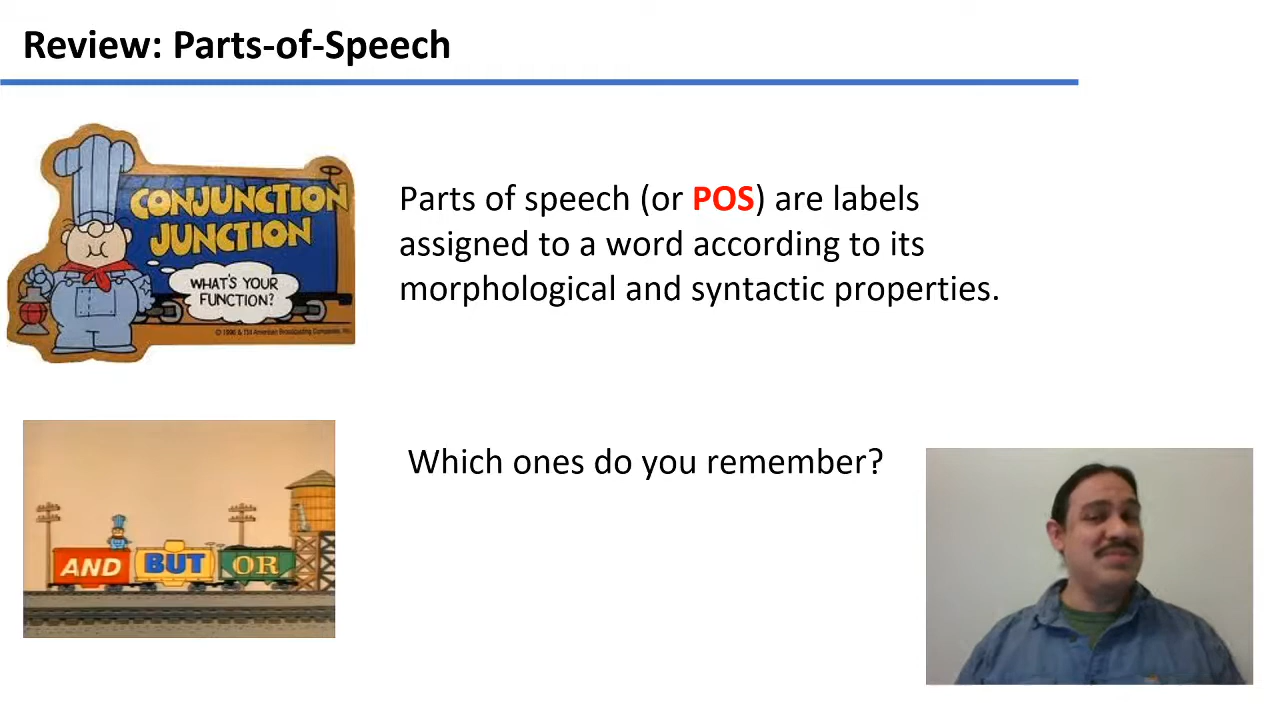 Review: Parts-of-Speech
CONJUNCTION
JUNCTION
WHAT'S YOUR
FUNCTION?
Parts of speech (or POS) are labels
assigned to a word according to its
morphological and syntactic properties.
Which ones do you remember?
AND BUT OR